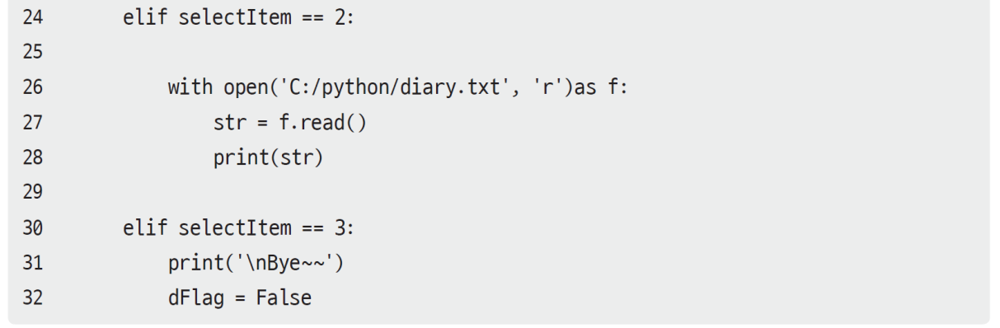 24 elif selectItem == 2:
25
26 with open('C:/python/diary.txt', 'r')as f:
27 str = f.read()
28 print(str)
29
30 elif selectItem == 3:
31 print('\nBye~~')
32 dFlag = False